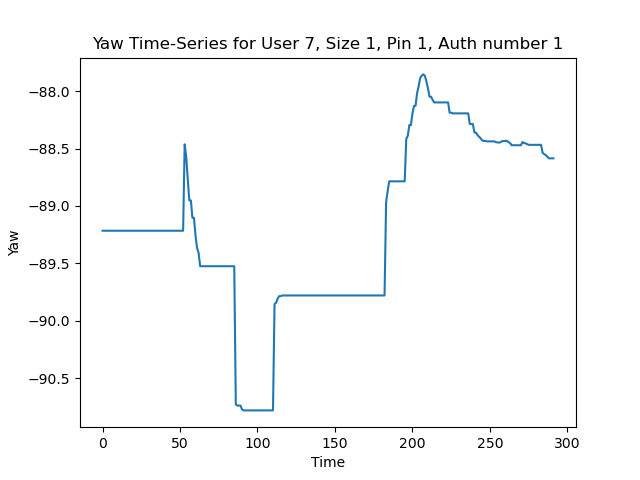 Yaw Time-Series for User 7, Size 1, Pin 1, Auth number 1
−88.0
−88.5
−89.0
−89.5
−90.0
−90.5
Yaw
0 50 100 150 200 250 300
Time